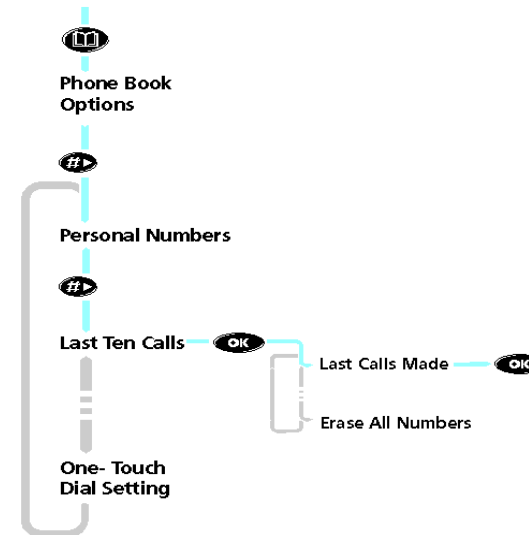 Phone Book
Options
#
Personal Numbers
#
Last Ten Calls
OK
Last Calls Made
OK
Erase All Numbers
One- Touch
Dial Setting